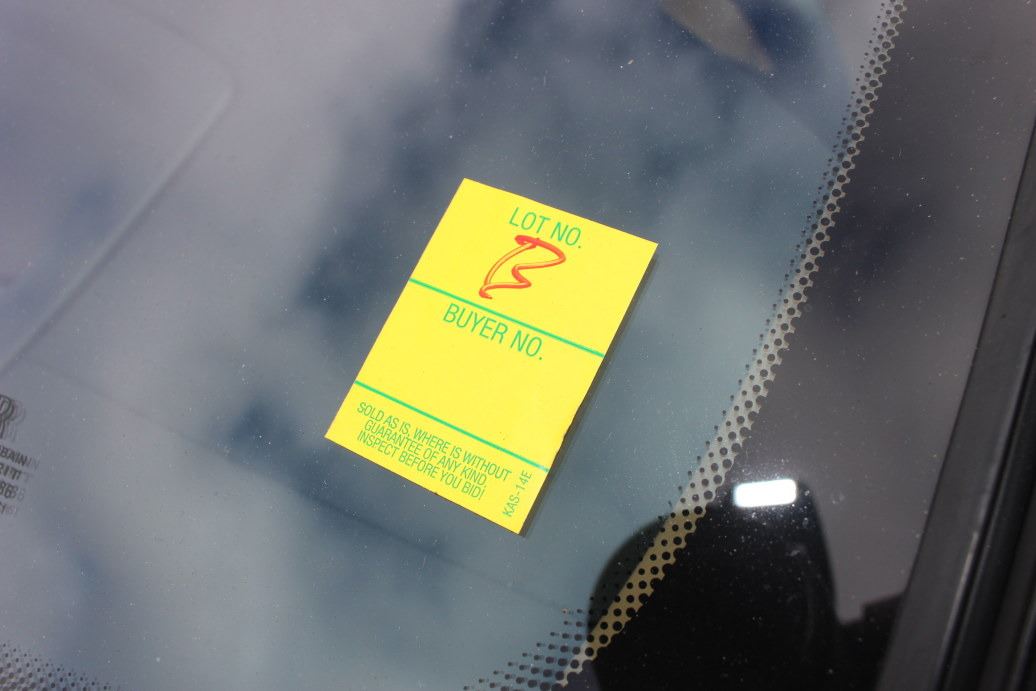 LOT NO.
B
BUYER NO.
SOLD AS IS, WHERE IS WITHOUT
GUARANTEE OF ANY KIND.
INSPECT BEFORE YOU BID!
KAS-14E